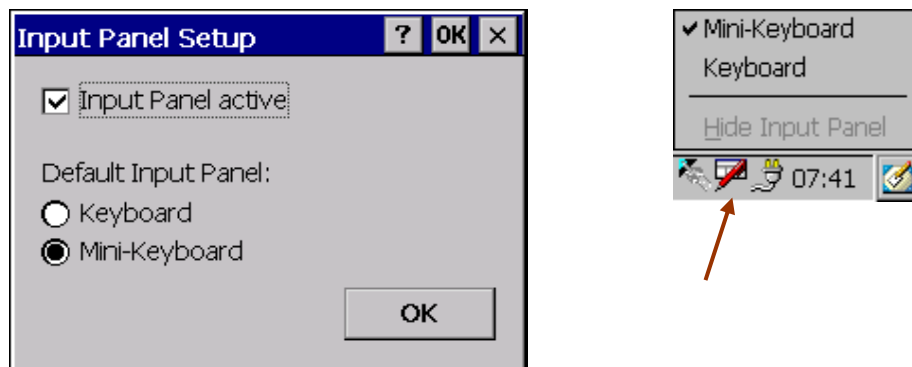 Input Panel Setup ? OK ×
Input Panel active
Default Input Panel:
Keyboard
Mini-Keyboard
OK
Mini-Keyboard
Keyboard
Hide Input Panel
07:41